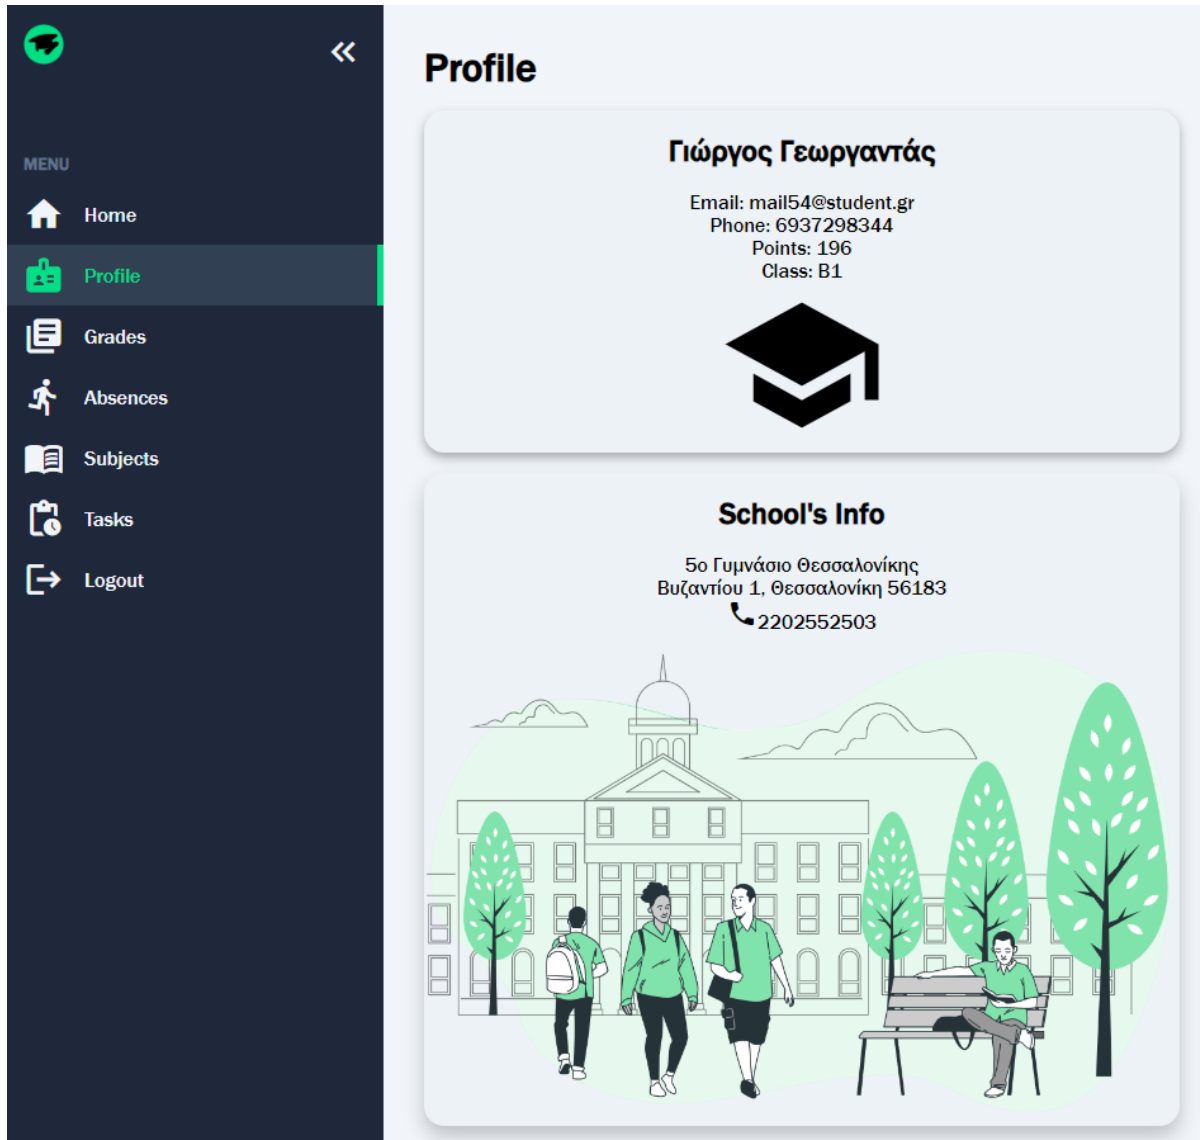 MENU
Home
Profile
Grades
Absences
Subjects
Tasks
Logout
Profile
Γιώργος Γεωργαντάς
Email: mail54@student.gr
Phone: 6937298344
Points: 196
Class: B1
School's Info
5ο Γυμνάσιο Θεσσαλονίκης
Βυζαντίου 1, Θεσσαλονίκη 56183
2202552503